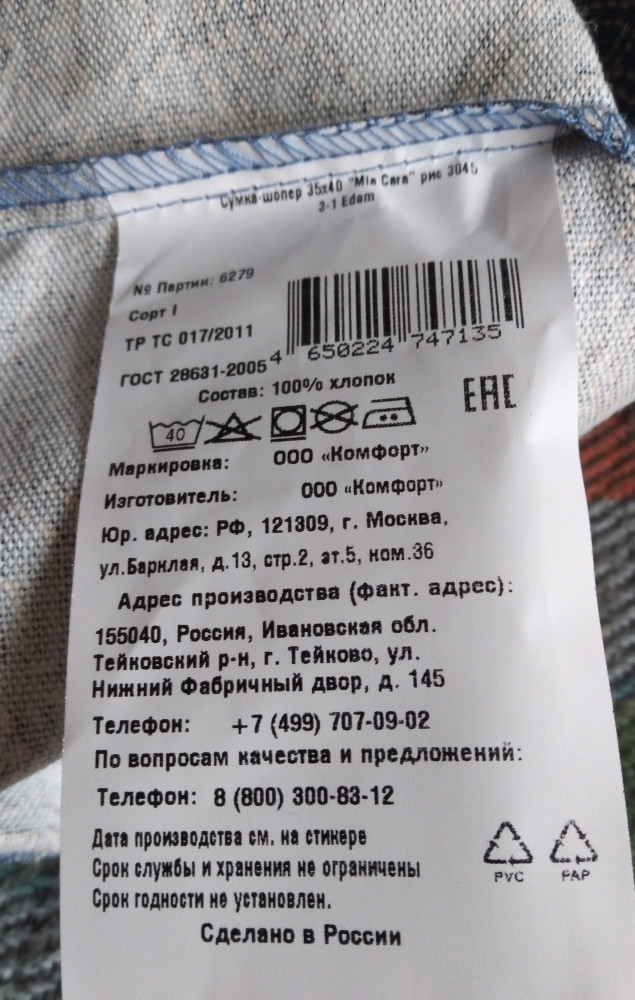 Сумка-шопер 35х40 "Mia Cara" рис 3045
3-1 Edem
№ Партии: 6279
Сорт I
ТР ТС 017/2011
ГОСТ 28631-2005
4 650224 747135
Состав: 100% хлопок
ЕАС
40
Маркировка: ООО «Комфорт»
Изготовитель: ООО «Комфорт»
Юр. адрес: РФ, 121309, г. Москва,
ул.Барклая, д.13, стр.2, эт.5, ком.36
Адрес производства (факт. адрес):
155040, Россия, Ивановская обл.
Тейковский р-н, г. Тейково, ул.
Нижний Фабричный двор, д. 145
Телефон: +7 (499) 707-09-02
По вопросам качества и предложений:
Телефон: 8 (800) 300-83-12
Дата производства см. на стикере
Срок службы и хранения не ограничены
Срок годности не установлен.
PVC PAP
Сделано в России